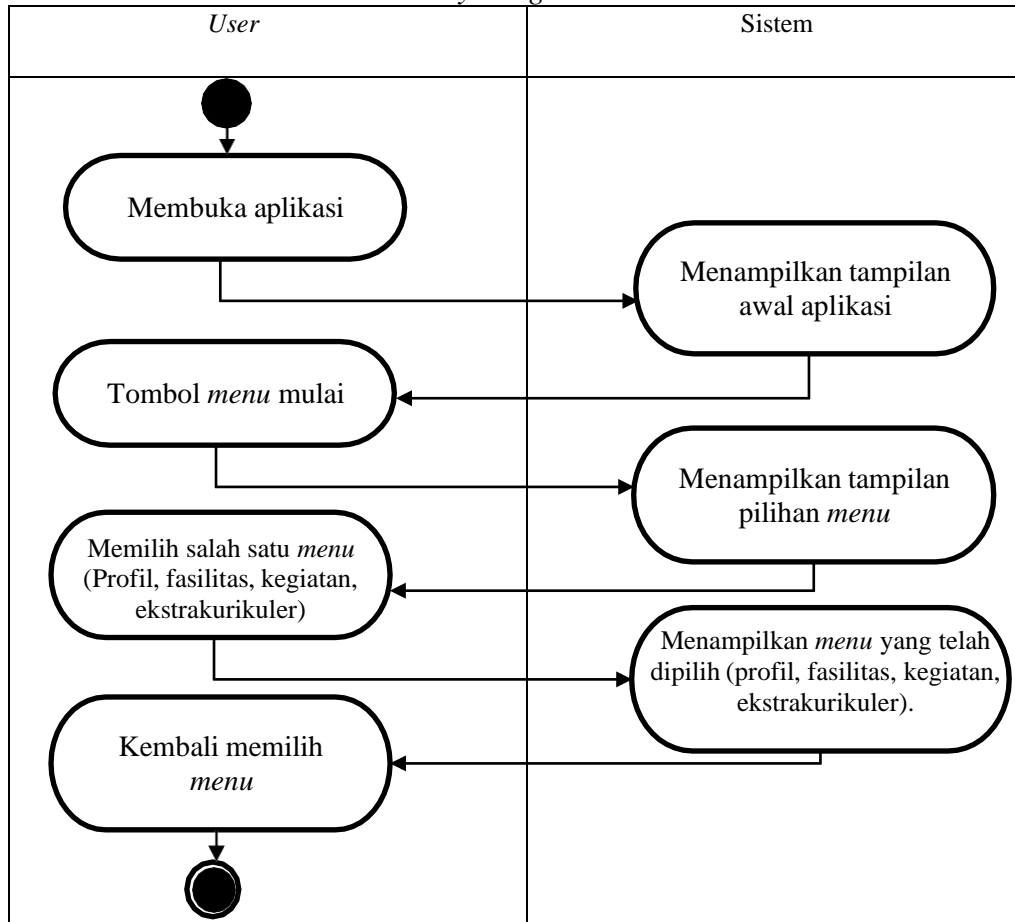 User
Sistem
Membuka aplikasi
Menampilkan tampilan
awal aplikasi
Tombol menu mulai
Menampilkan tampilan
pilihan menu
Memilih salah satu menu
(Profil, fasilitas, kegiatan,
ekstrakurikuler)
Menampilkan menu yang telah
dipilih (profil, fasilitas, kegiatan,
ekstrakurikuler).
Kembali memilih
menu